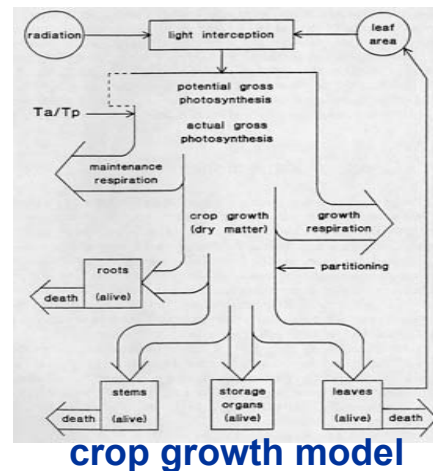 radiation
light interception
leaf
area
potential gross
photosynthesis
Ta/Tp
actual gross
photosynthesis
maintenance
respiration
crop growth
(dry matter)
growth
respiration
partitioning
roots
(alive)
death
stems
(alive)
death
storage
organs
(alive)
leaves
(alive)
death
crop growth model